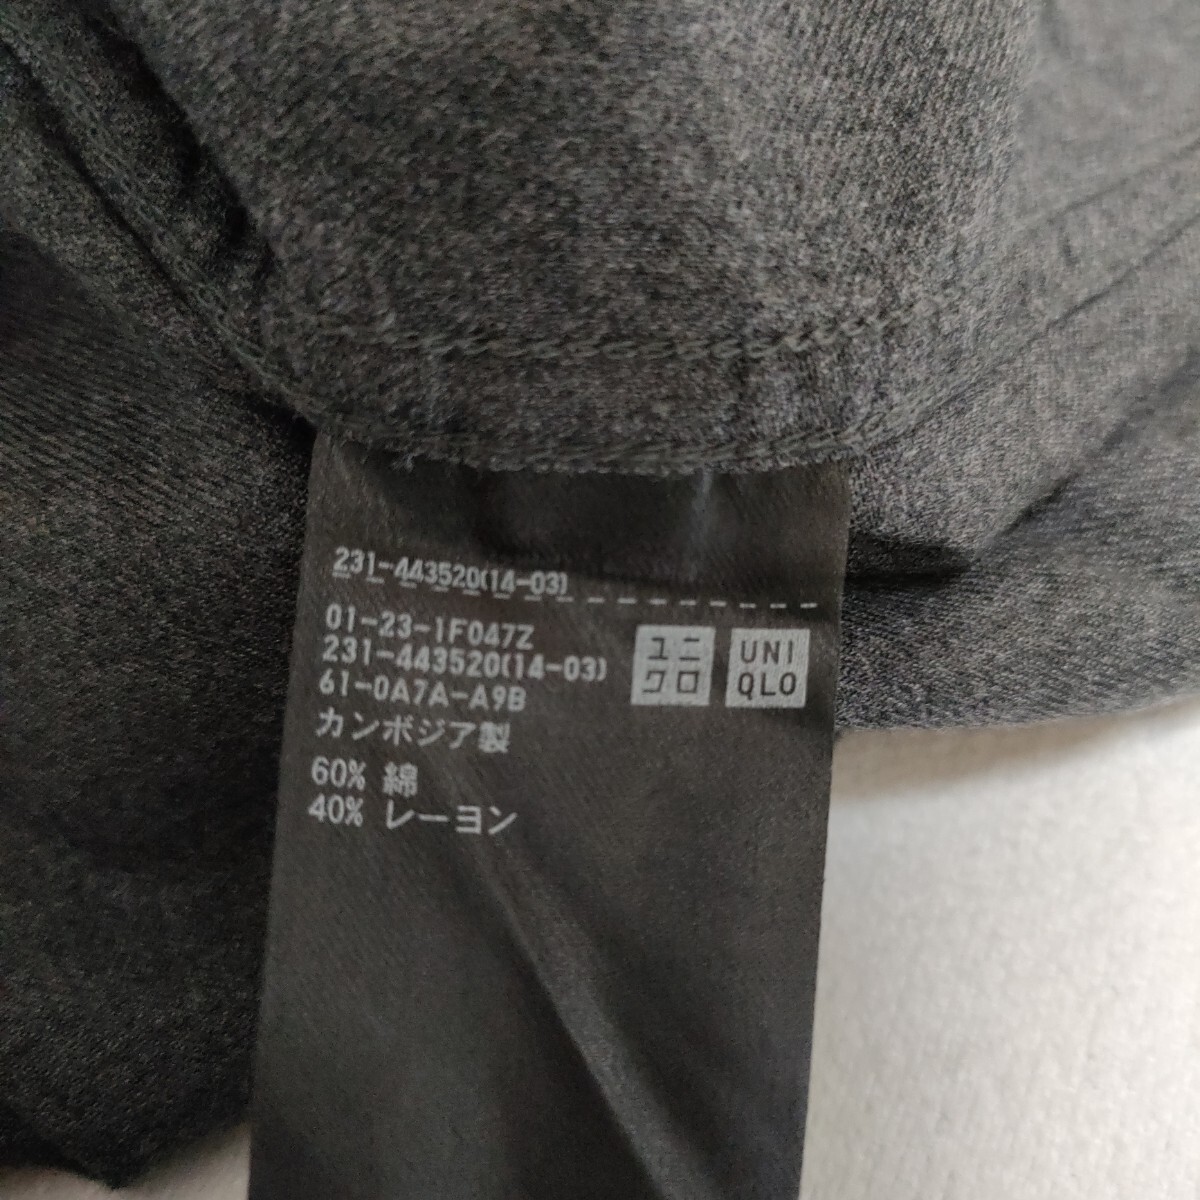 231-443520(14-03)
01-23-1F047Z
231-443520(14-03)
61-0A7A-A9B
カンボジア製
60% 綿
40% レーヨン
ユニ
クロ
UNI
QLO